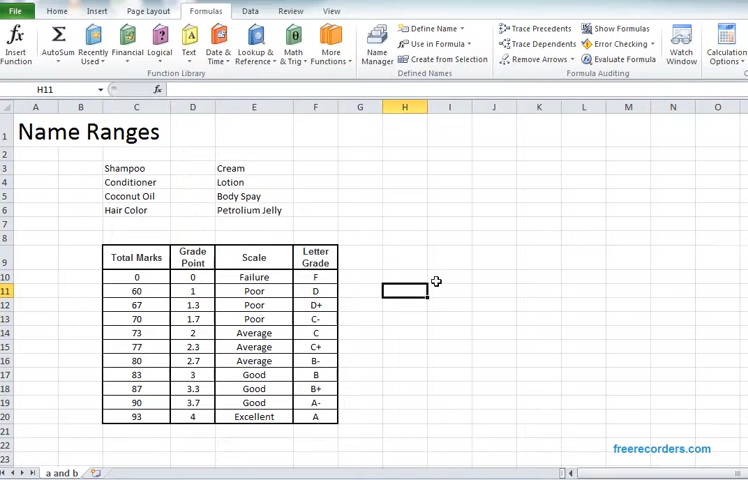 File Home Insert Page Layout Formulas Data Review View
fx Σ
Insert Function AutoSum Recently Used Financial Logical Text Date & Time Lookup & Reference Math & Trig More Functions
Function Library
Name Manager Define Name Use in Formula Create from Selection
Defined Names
Trace Precedents Trace Dependents Remove Arrows Show Formulas Error Checking Evaluate Formula
Formula Auditing
Watch Window Calculation Options
H11 fx
A B C D E F G H I J K L M N O
1 Name Ranges
2
3 Shampoo Cream
4 Conditioner Lotion
5 Coconut Oil Body Spay
6 Hair Color Petrolium Jelly
7
8
9 Total Marks Grade Point Scale Letter Grade
10 0 0 Failure F
11 60 1 Poor D
12 67 1.3 Poor D+
13 70 1.7 Poor C-
14 73 2 Average C
15 77 2.3 Average C+
16 80 2.7 Average B-
17 83 3 Good B
18 87 3.3 Good B+
19 90 3.7 Good A-
20 93 4 Excellent A
21
22 freerecorders.com
23
a and b